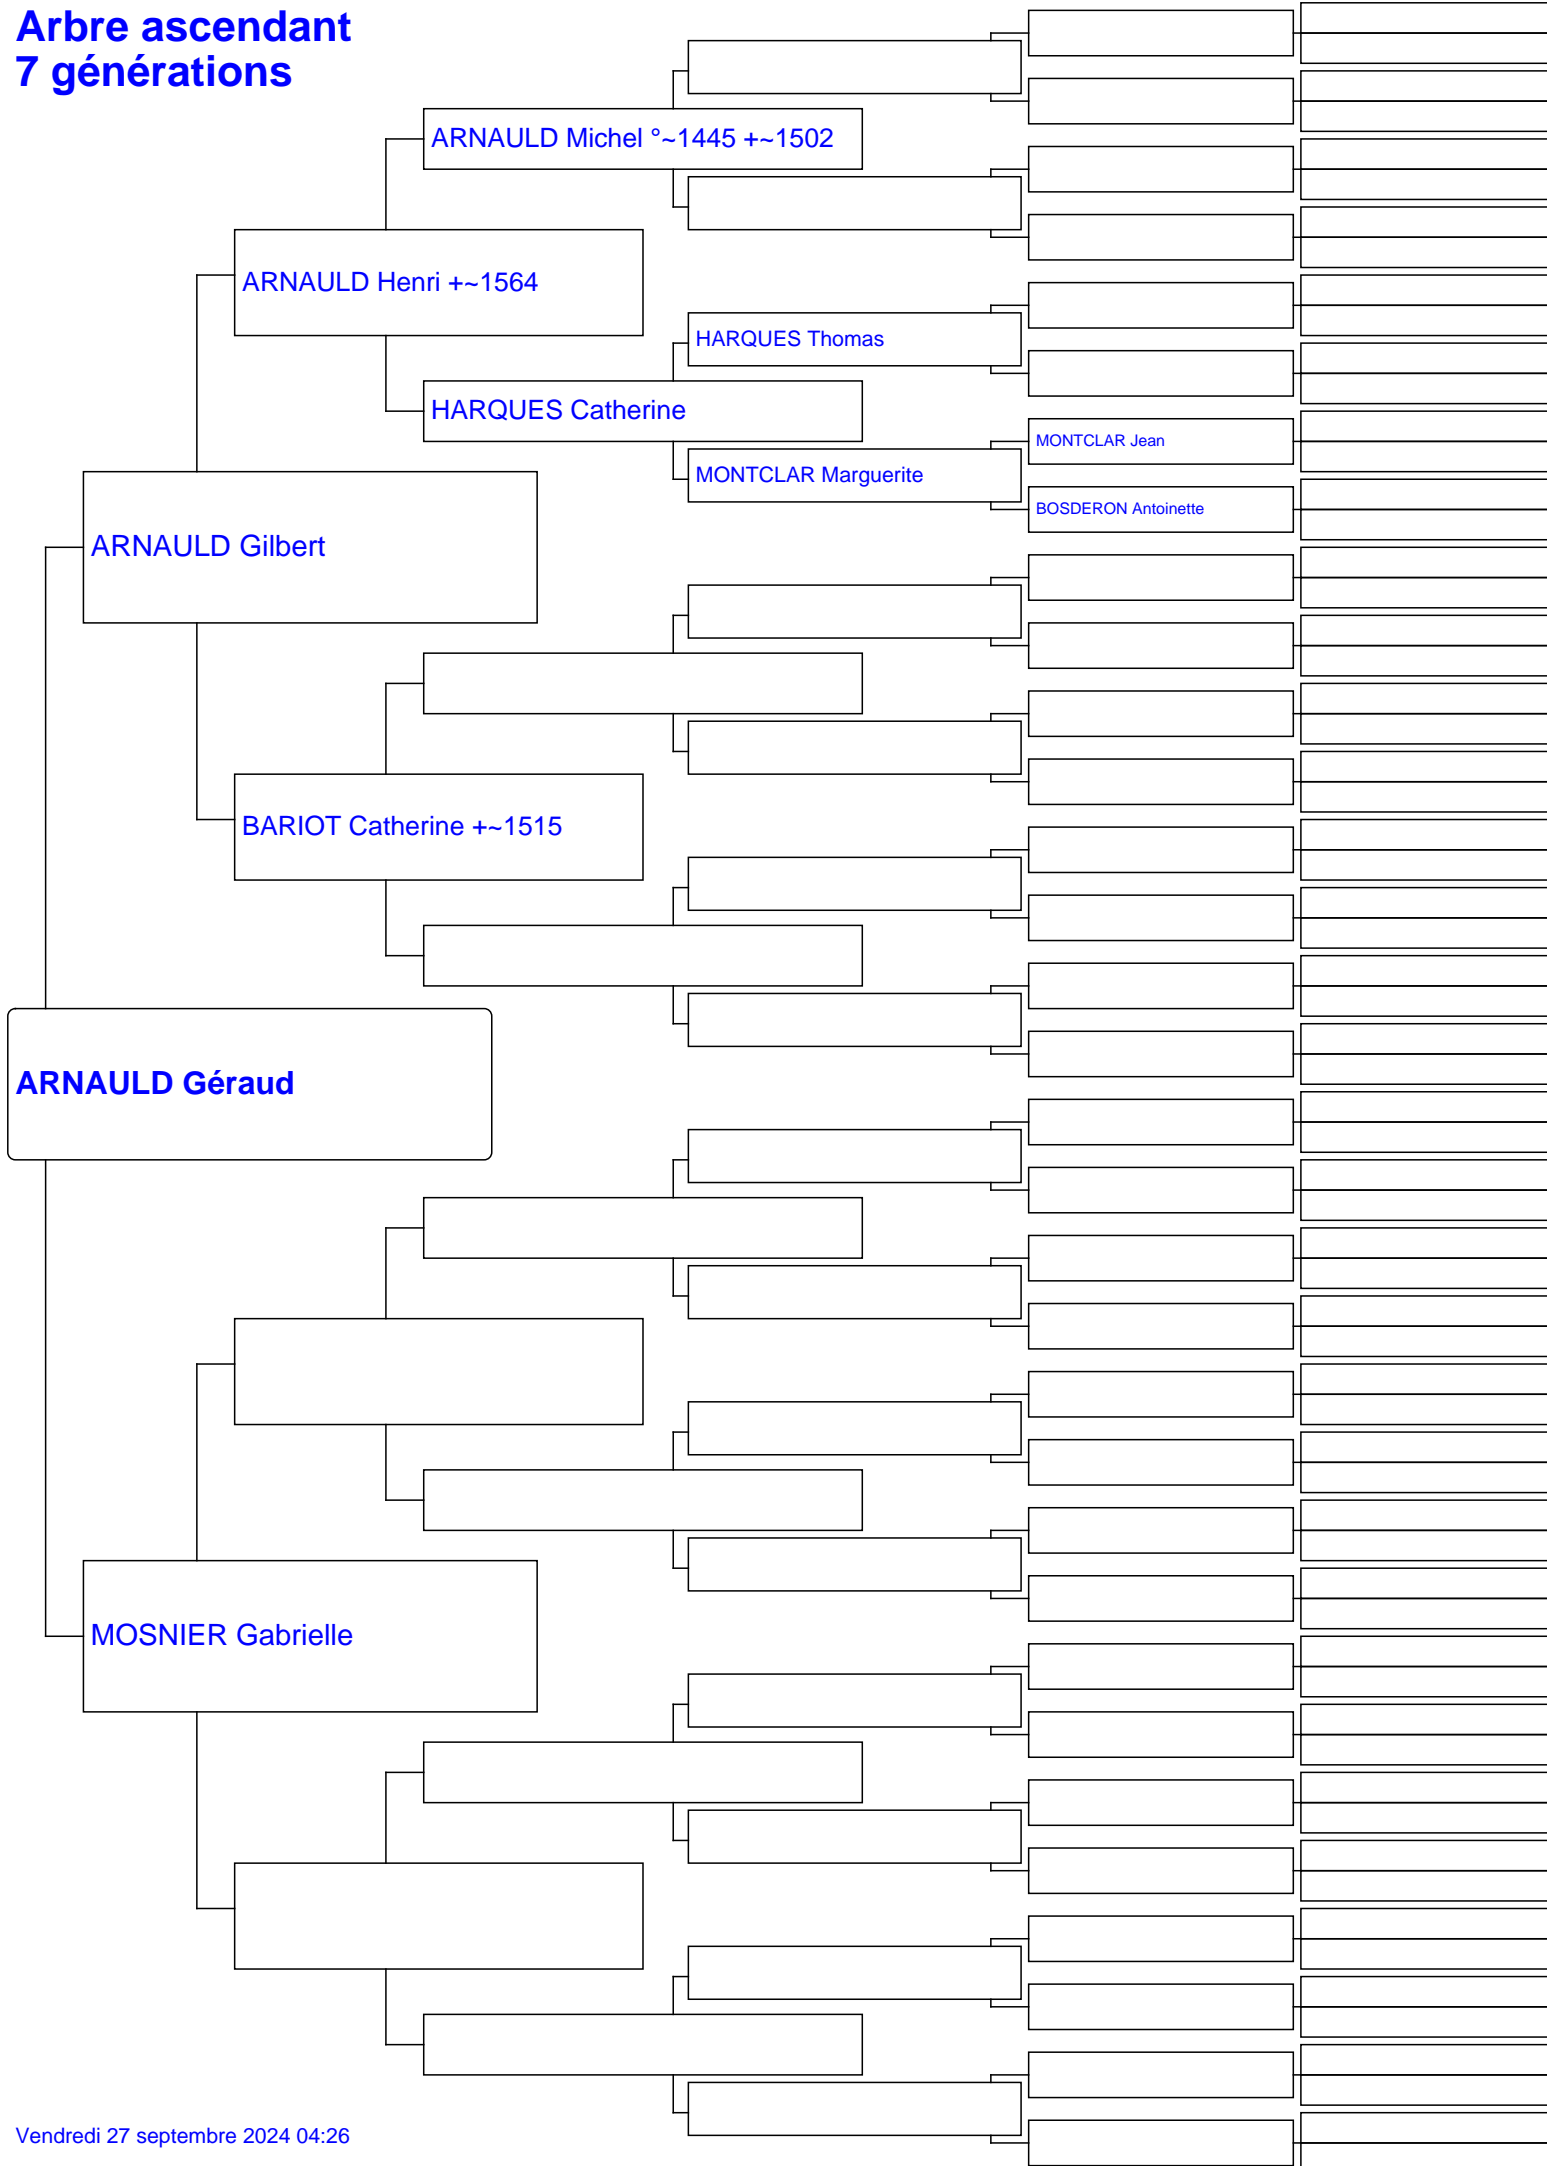 Arbre ascendant
7 générations
ARNAULD Michel °~1445 +~1502
ARNAULD Henri +~1564
HARQUES Thomas
HARQUES Catherine
MONTCLAR Jean
MONTCLAR Marguerite
BOSDERON Antoinette
ARNAULD Gilbert
BARIOT Catherine +~1515
ARNAULD Géraud
MOSNIER Gabrielle
Vendredi 27 septembre 2024 04:26